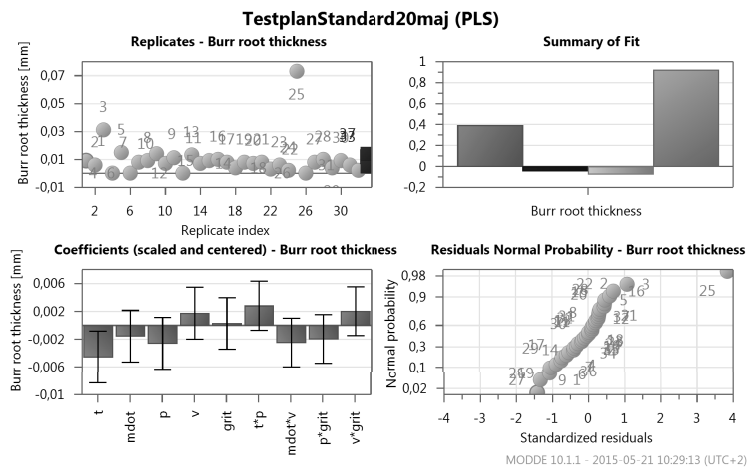 TestplanStandard20maj (PLS)
Replicates - Burr root thickness
Burr root thickness [mm]
0,07
0,05
0,03
0,01
-0,01
2 6 10 14 18 22 26 30
Replicate index
Summary of Fit
1
0,8
0,6
0,4
0,2
0
-0,2
Burr root thickness
Coefficients (scaled and centered) - Burr root thickness
Burr root thickness [mm]
0,006
0,002
-0,002
-0,006
-0,01
t
mdot
p
v
grit
t*p
mdot*v
p*grit
v*grit
Residuals Normal Probability - Burr root thickness
Normal probability
0,98
0,9
0,6
0,3
0,1
0,02
-4 -3 -2 -1 0 1 2 3 4
Standardized residuals
MODDE 10.1.1 - 2015-05-21 10:29:13 (UTC+2)